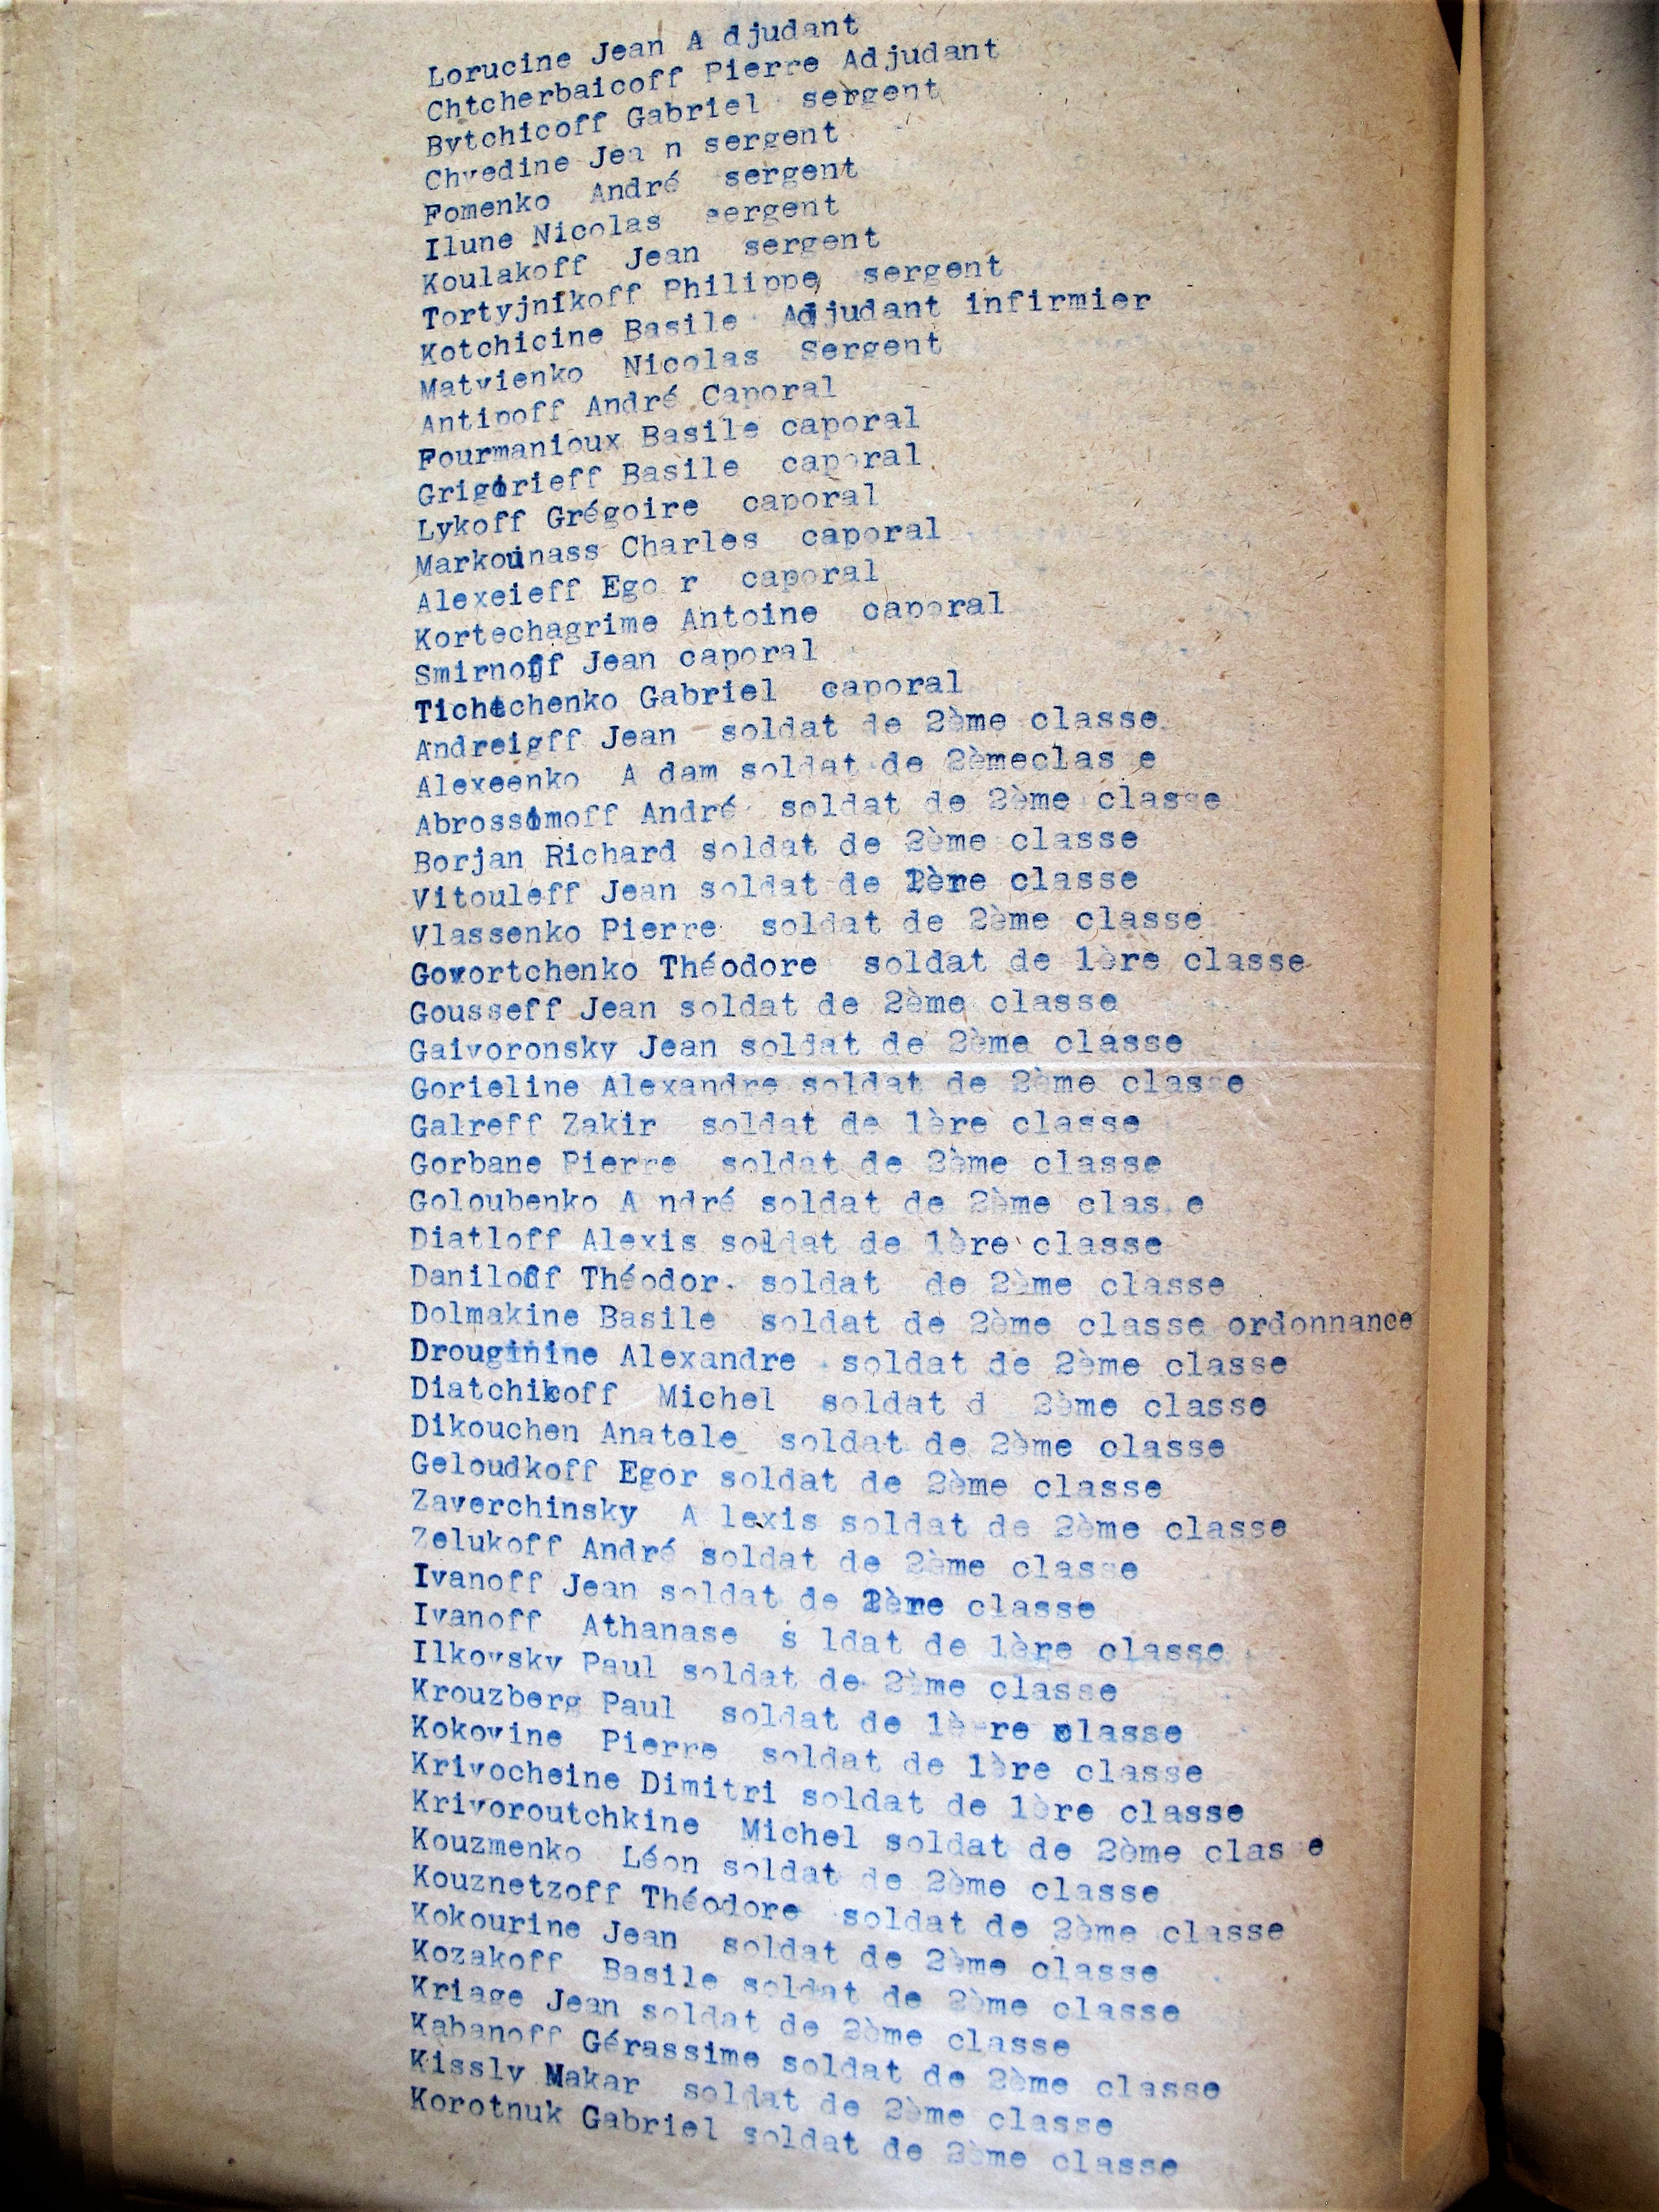 Lorucine Jean A djudant
Chtcherbaicoff Pierre Adjudant
Bytchicoff Gabriel sergent
Chvedine Jea n sergent
Fomenko André sergent
Ilune Nicolas sergent
Koulakoff Jean sergent
Tortyjnikoff Philippe sergent
Kotchicine Basile Adjudant infirmier
Matvienko Nicolas Sergent
Antipoff André Caporal
Fourmanioux Basile caporal
Grigorieff Basile caporal
Lykoff Grégoire caporal
Markounass Charles caporal
Alexeieff Ego r caporal
Kortechagrime Antoine caporal
Smirnoff Jean caporal
Tichtchenko Gabriel caporal
Andreieff Jean soldat de 2ème classe
Alexeenko A dam soldat de 2èmeclas e
Abrossimoff André soldat de 2ème classe
Borjan Richard soldat de 2ème classe
Vitouleff Jean soldat de 1ère classe
Vlassenko Pierre soldat de 2ème classe
Govortchenko Théodore soldat de 1ère classe
Gousseff Jean soldat de 2ème classe
Gaivoronsky Jean soldat de 2ème classe
Gorieline Alexandre soldat de 2ème classe
Galreff Zakir soldat de 1ère classe
Gorbane Pierre soldat de 2ème classe
Goloubenko A ndré soldat de 2ème clas e
Diatloff Alexis soldat de 1ère classe
Daniloff Théodor. soldat de 2ème classe
Dolmakine Basile soldat de 2ème classe ordonnance
Drouginine Alexandre soldat de 2ème classe
Diatchikoff Michel soldat d 2ème classe
Dikouchen Anatole soldat de 2ème classe
Geloudkoff Egor soldat de 2ème classe
Zaverchinsky A lexis soldat de 2ème classe
Zelukoff André soldat de 2ème classe
Ivanoff Jean soldat de 1ère classe
Ivanoff Athanase s ldat de 1ère classe
Ilkovsky Paul soldat de 2ème classe
Krouzberg Paul soldat de 1è re classe
Kokovine Pierre soldat de 1ère classe
Krivocheine Dimitri soldat de 1ère classe
Krivoroutchkine Michel soldat de 2ème classe
Kouzmenko Léon soldat de 2ème classe
Kouznetzoff Théodore soldat de 2ème classe
Kokourine Jean soldat de 2ème classe
Kozakoff Basile soldat de 2ème classe
Kriage Jean soldat de 2ème classe
Kabanoff Gérassime soldat de 2ème classe
Kissly Makar soldat de 2ème classe
Korotnuk Gabriel soldat de 2ème classe